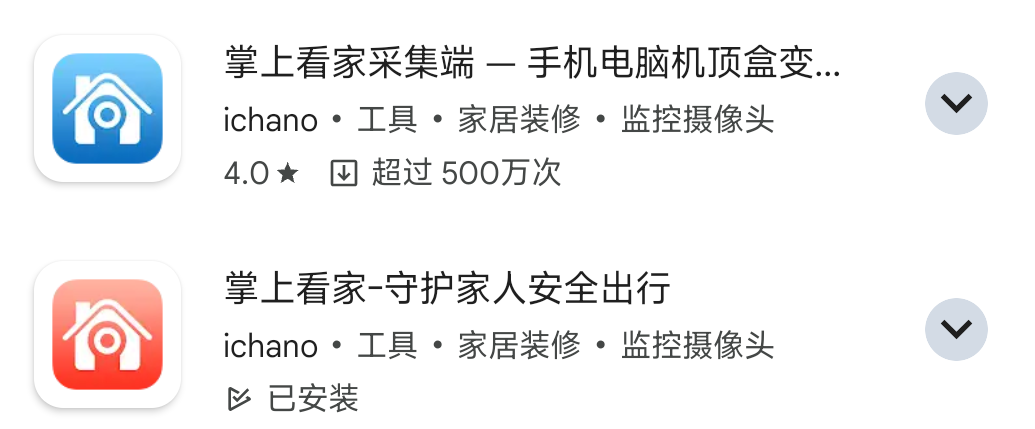 掌上看家采集端 — 手机电脑机顶盒变...
ichano • 工具 • 家居装修 • 监控摄像头
4.0★ 超过 500万次
掌上看家-守护家人安全出行
ichano • 工具 • 家居装修 • 监控摄像头
已安装